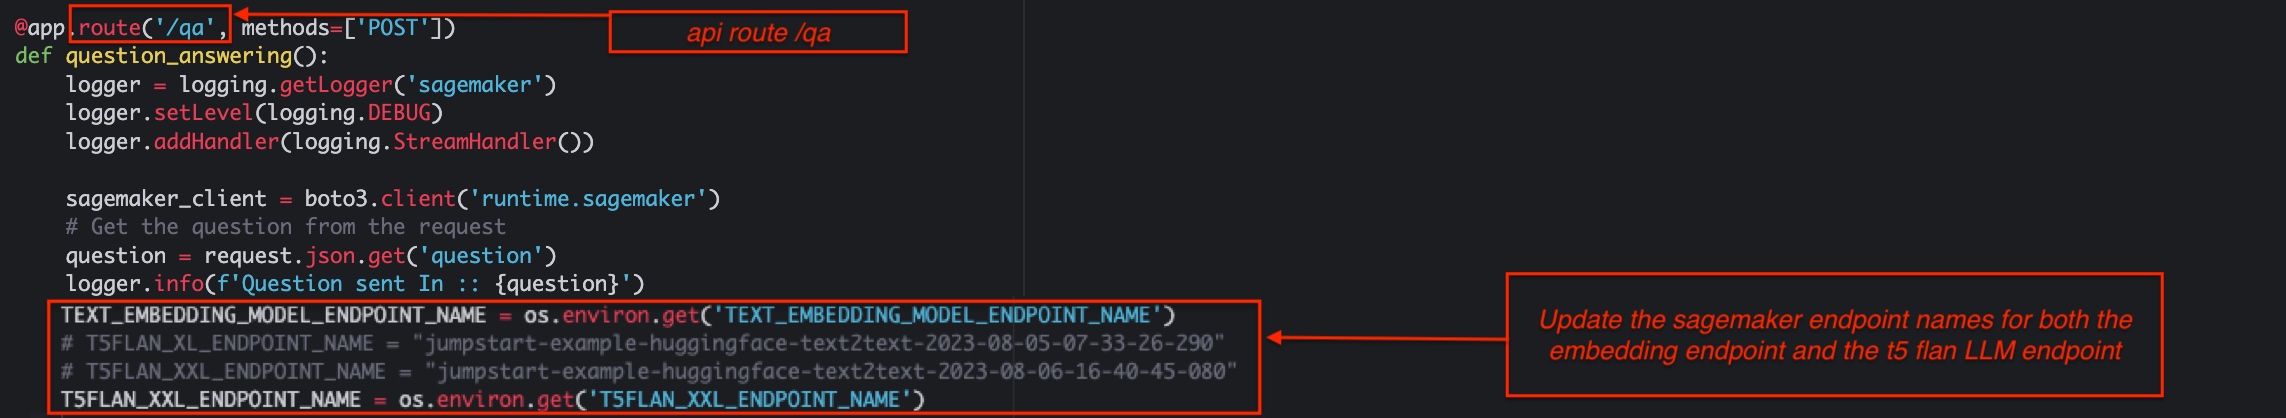 @app.route('/qa', methods=['POST'])
api route /qa
def question_answering():
    logger = logging.getLogger('sagemaker')
    logger.setLevel(logging.DEBUG)
    logger.addHandler(logging.StreamHandler())
    sagemaker_client = boto3.client('runtime.sagemaker')
    # Get the question from the request
    question = request.json.get('question')
    logger.info(f'Question sent In :: {question}')
    TEXT_EMBEDDING_MODEL_ENDPOINT_NAME = os.environ.get('TEXT_EMBEDDING_MODEL_ENDPOINT_NAME')
    # T5FLAN_XL_ENDPOINT_NAME = "jumpstart-example-huggingface-text2text-2023-08-05-07-33-26-290"
    # T5FLAN_XXL_ENDPOINT_NAME = "jumpstart-example-huggingface-text2text-2023-08-06-16-40-45-080"
    T5FLAN_XXL_ENDPOINT_NAME = os.environ.get('T5FLAN_XXL_ENDPOINT_NAME')
Update the sagemaker endpoint names for both the
embedding endpoint and the t5 flan LLM endpoint